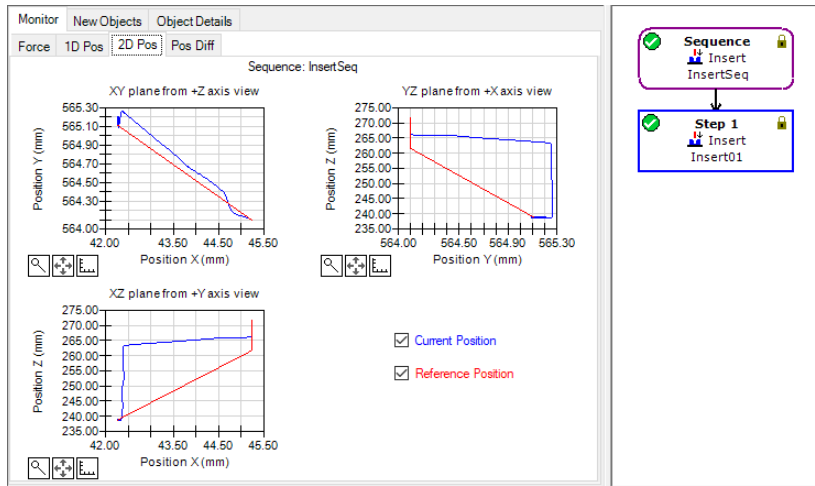 Monitor New Objects Object Details
Force 1D Pos 2D Pos Pos Diff
Sequence: InsertSeq
XY plane from +Z axis view
Position Y (mm)
565.30
565.10
564.90
564.70
564.50
564.30
564.00
42.00 43.50 44.50 45.50
Position X (mm)
YZ plane from +X axis view
Position Z (mm)
275.00
265.00
260.00
255.00
250.00
245.00
240.00
235.00
564.00 564.50 564.90 565.30
Position Y (mm)
XZ plane from +Y axis view
Position Z (mm)
275.00
270.00
265.00
260.00
255.00
250.00
245.00
240.00
235.00
42.00 43.50 44.50 45.50
Position X (mm)
Current Position
Reference Position
Sequence
Insert
InsertSeq
Step 1
Insert
Insert01